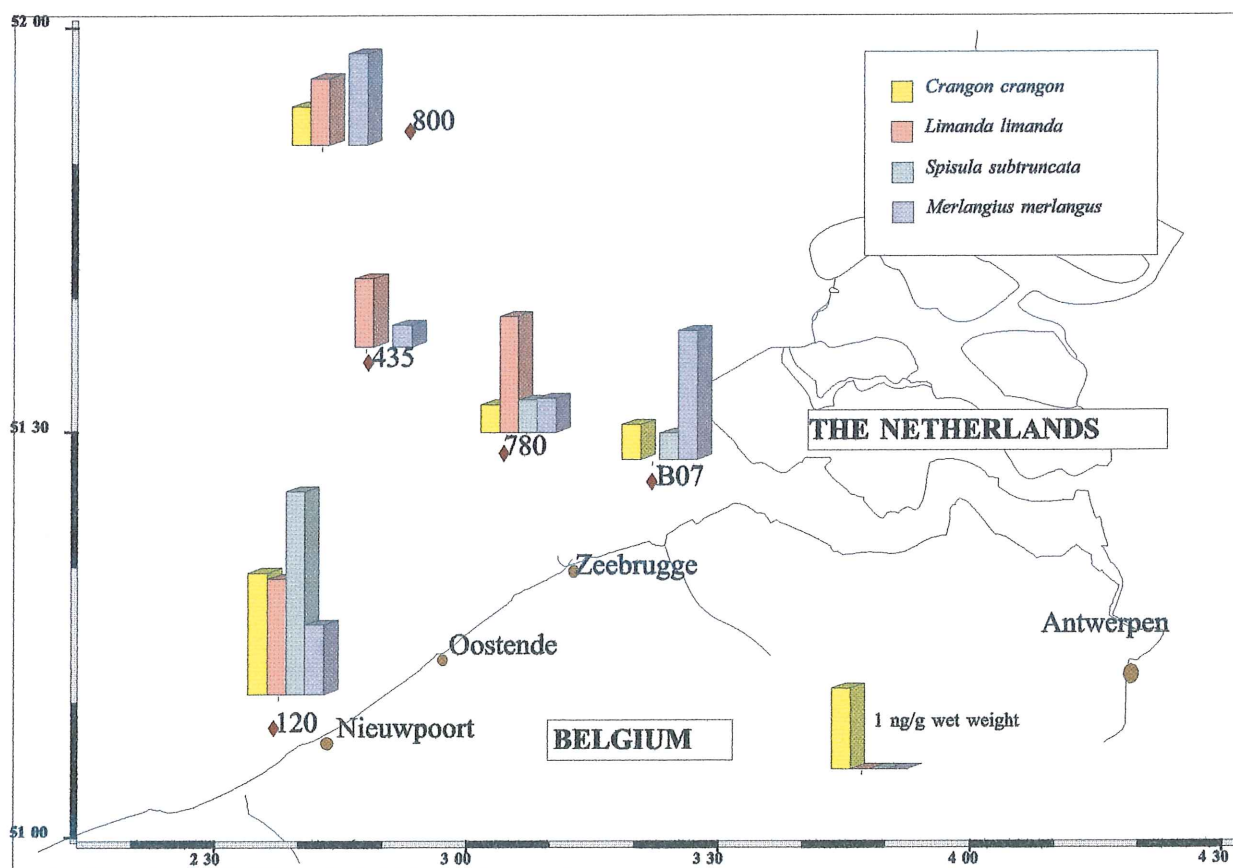 52 00
Crangon crangon
Limanda limanda
Spisula subtruncata
Merlangius merlangus
800
435
780
B07
51 30
THE NETHERLANDS
Zeebrugge
Antwerpen
Oostende
120
Nieuwpoort
BELGIUM
1 ng/g wet weight
51 00
2 30
3 00
3 30
4 00
4 30